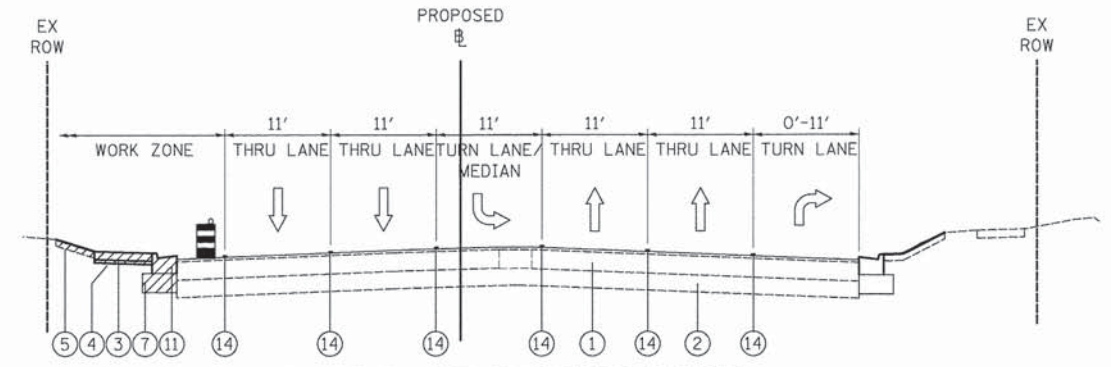 PROPOSED
℄
EX
ROW
EX
ROW
11' 11' 11' 11' 11' 0'-11'
WORK ZONE THRU LANE THRU LANE TURN LANE/ THRU LANE THRU LANE TURN LANE
MEDIAN
5 4 3 7 11 14 14 14 14 1 14 2 14